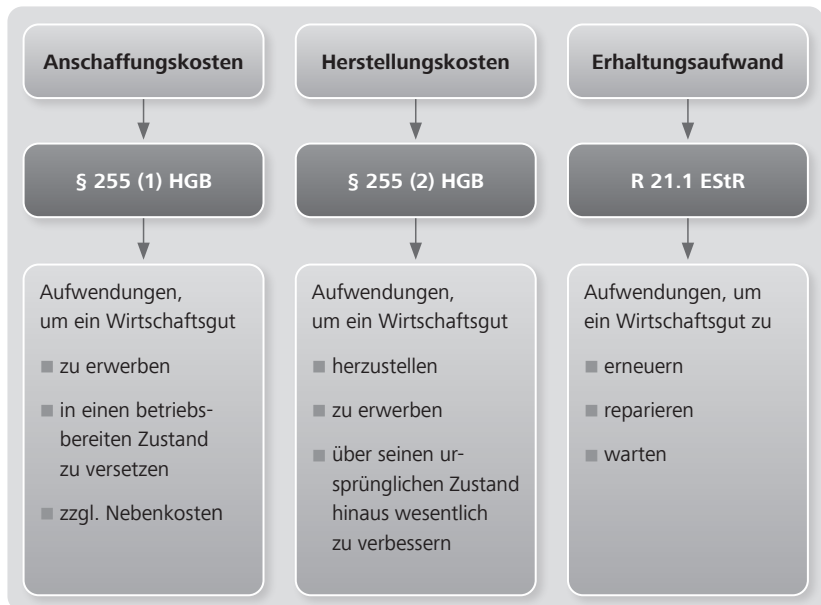 Anschaffungskosten
§ 255 (1) HGB
Aufwendungen,
um ein Wirtschaftsgut
zu erwerben
in einen betriebs-
bereiten Zustand
zu versetzen
zzgl. Nebenkosten
Herstellungskosten
§ 255 (2) HGB
Aufwendungen,
um ein Wirtschaftsgut
herzustellen
zu erwerben
über seinen ur-
sprünglichen Zustand
hinaus wesentlich
zu verbessern
Erhaltungsaufwand
R 21.1 EStR
Aufwendungen, um
ein Wirtschaftsgut zu
erneuern
reparieren
warten